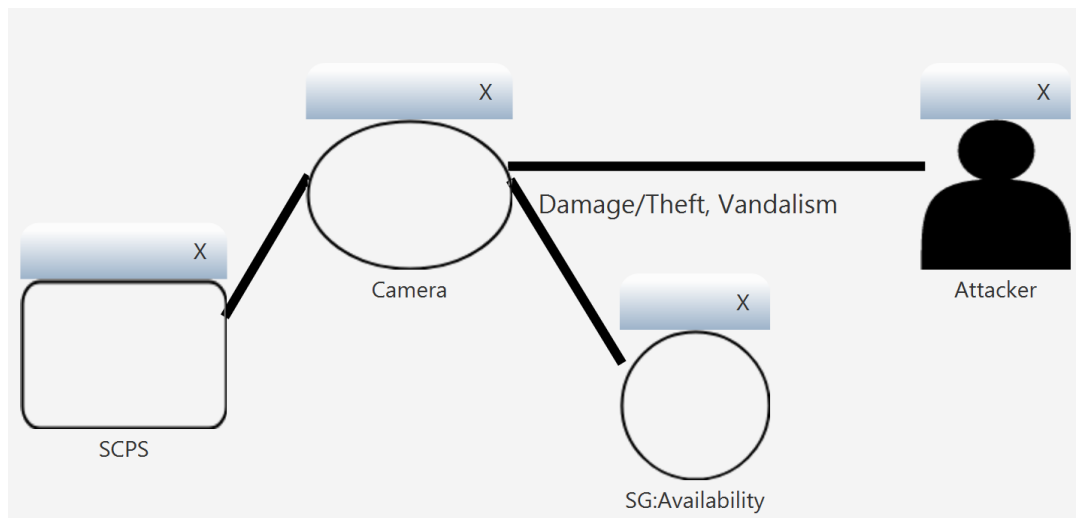 X
X
Damage/Theft, Vandalism
X
Camera
Attacker
X
SCPS
SG:Availability